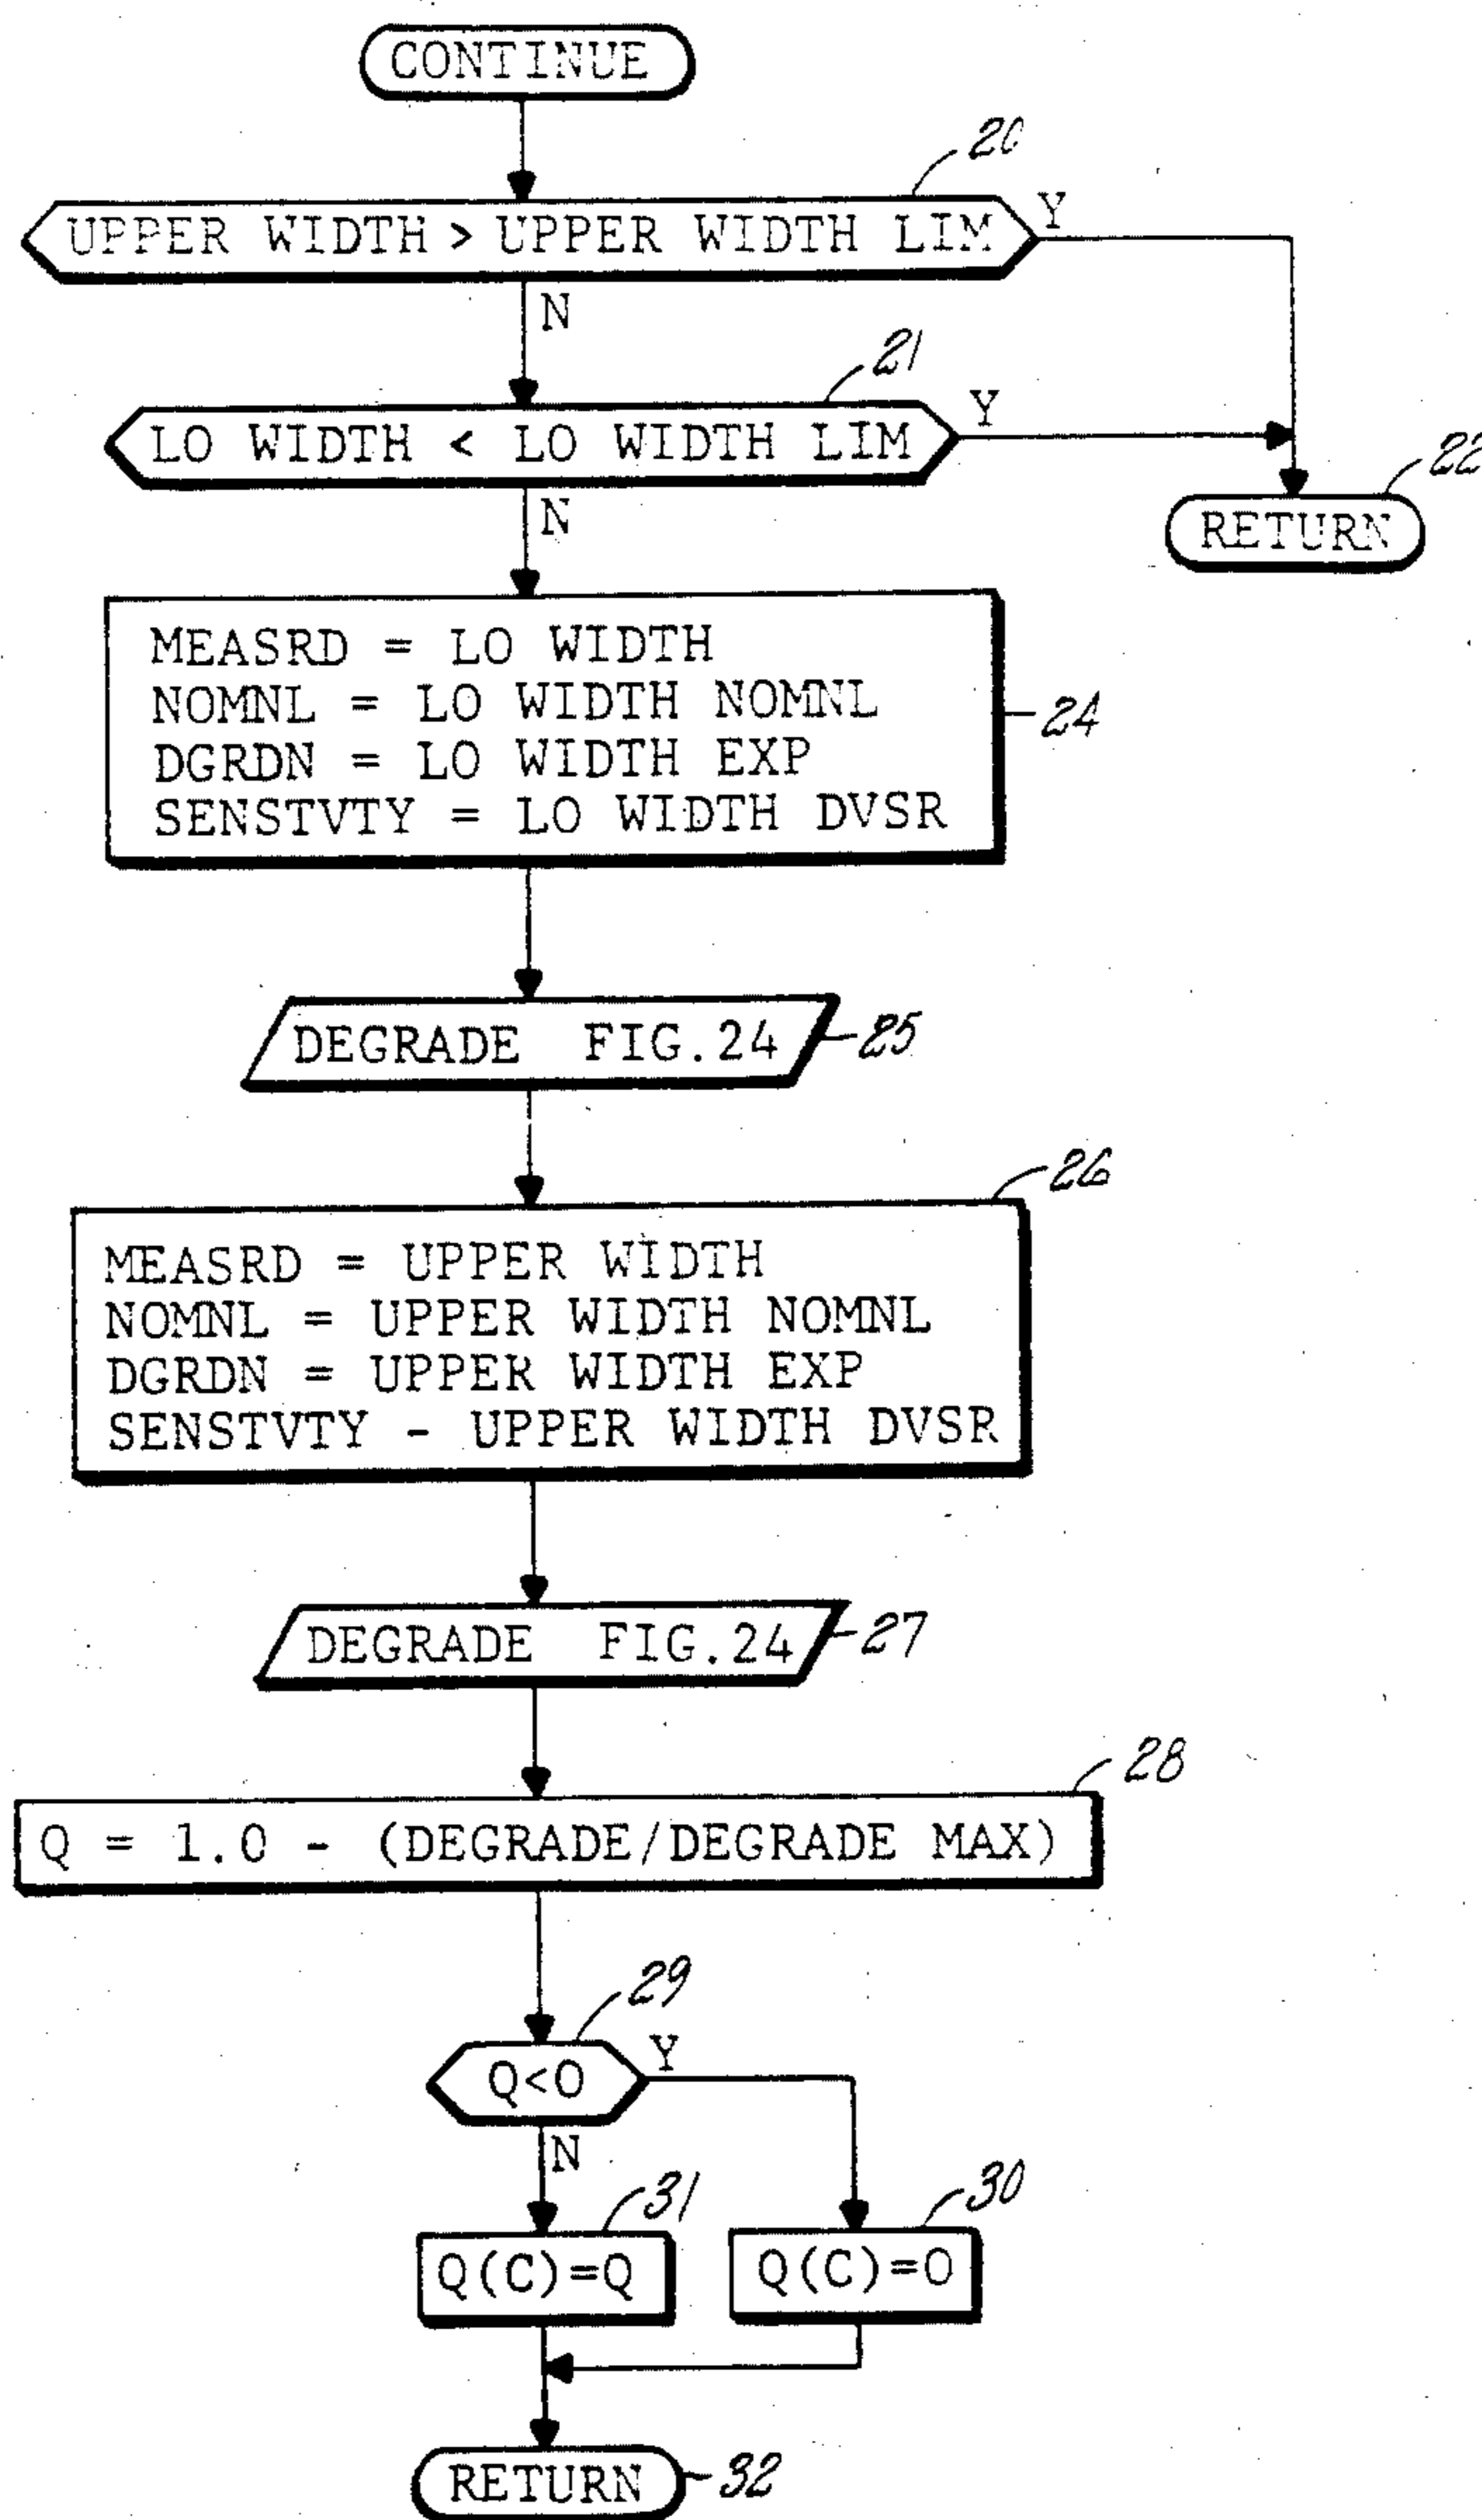 CONTINUE
20
UPPER WIDTH > UPPER WIDTH LIM
Y
N
21
LO WIDTH < LO WIDTH LIM
Y
N
22
RETURN
MEASRD = LO WIDTH
NOMNL = LO WIDTH NOMNL
DGRDN = LO WIDTH EXP
SENSTVTY = LO WIDTH DVSR
24
DEGRADE FIG.24
25
26
MEASRD = UPPER WIDTH
NOMNL = UPPER WIDTH NOMNL
DGRDN = UPPER WIDTH EXP
SENSTVTY - UPPER WIDTH DVSR
DEGRADE FIG.24
27
28
Q = 1.0 - (DEGRADE/DEGRADE MAX)
29
Q<0
Y
N
31
30
Q(C)=Q
Q(C)=0
RETURN
32